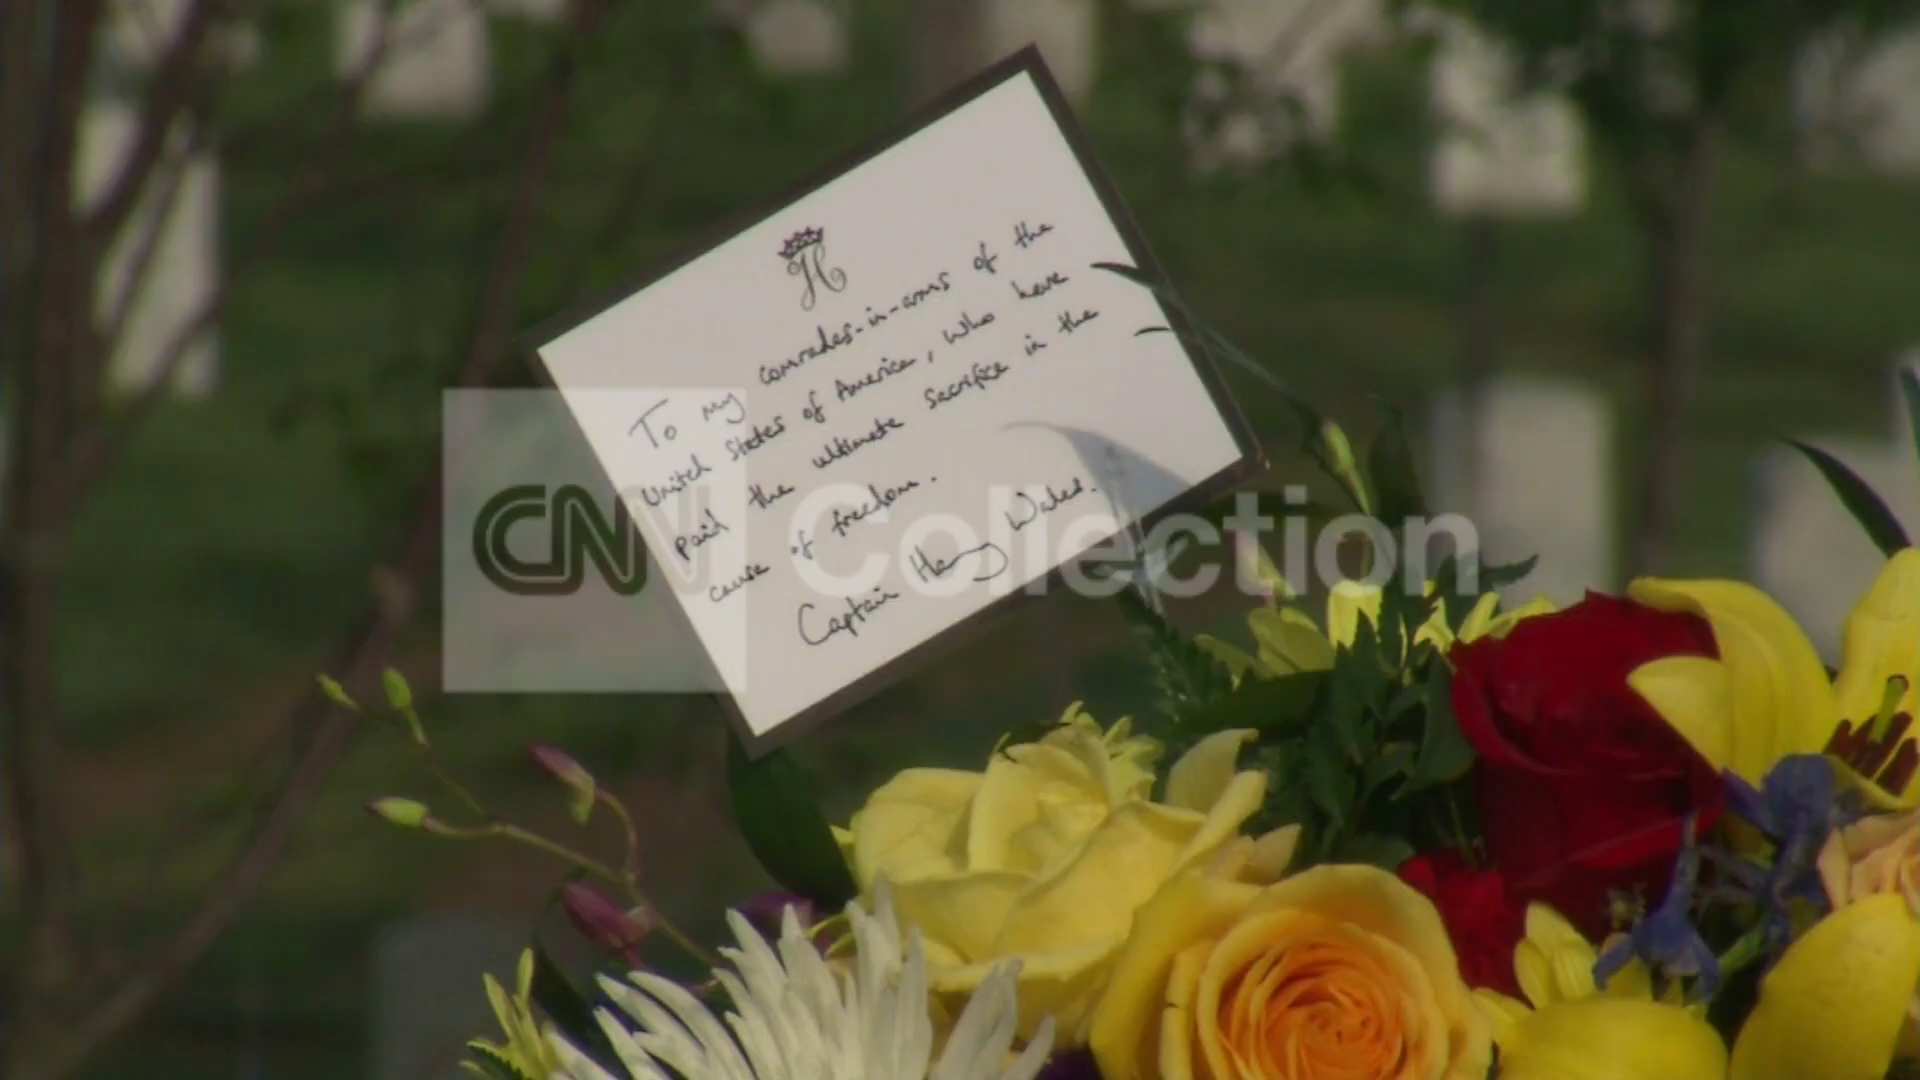 H
To my comrades-in-arms of the
United States of America, who have
paid the ultimate sacrifice in the
cause of freedom.
Captain Harry Wales.
CNN Collection